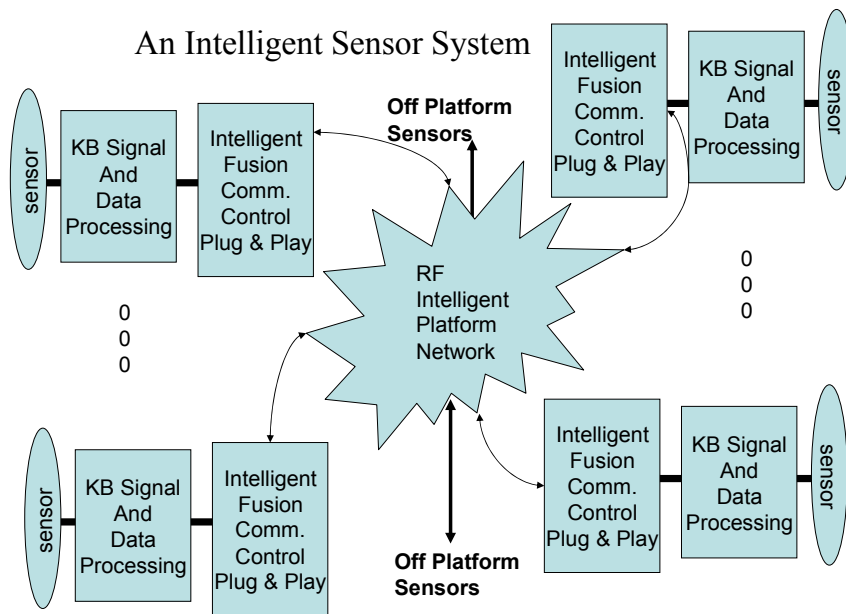 An Intelligent Sensor System
sensor
KB Signal
And
Data
Processing
Intelligent
Fusion
Comm.
Control
Plug & Play
Off Platform
Sensors
Intelligent
Fusion
Comm.
Control
Plug & Play
KB Signal
And
Data
Processing
sensor
0
0
0
RF
Intelligent
Platform
Network
0
0
0
sensor
KB Signal
And
Data
Processing
Intelligent
Fusion
Comm.
Control
Plug & Play
Off Platform
Sensors
Intelligent
Fusion
Comm.
Control
Plug & Play
KB Signal
And
Data
Processing
sensor